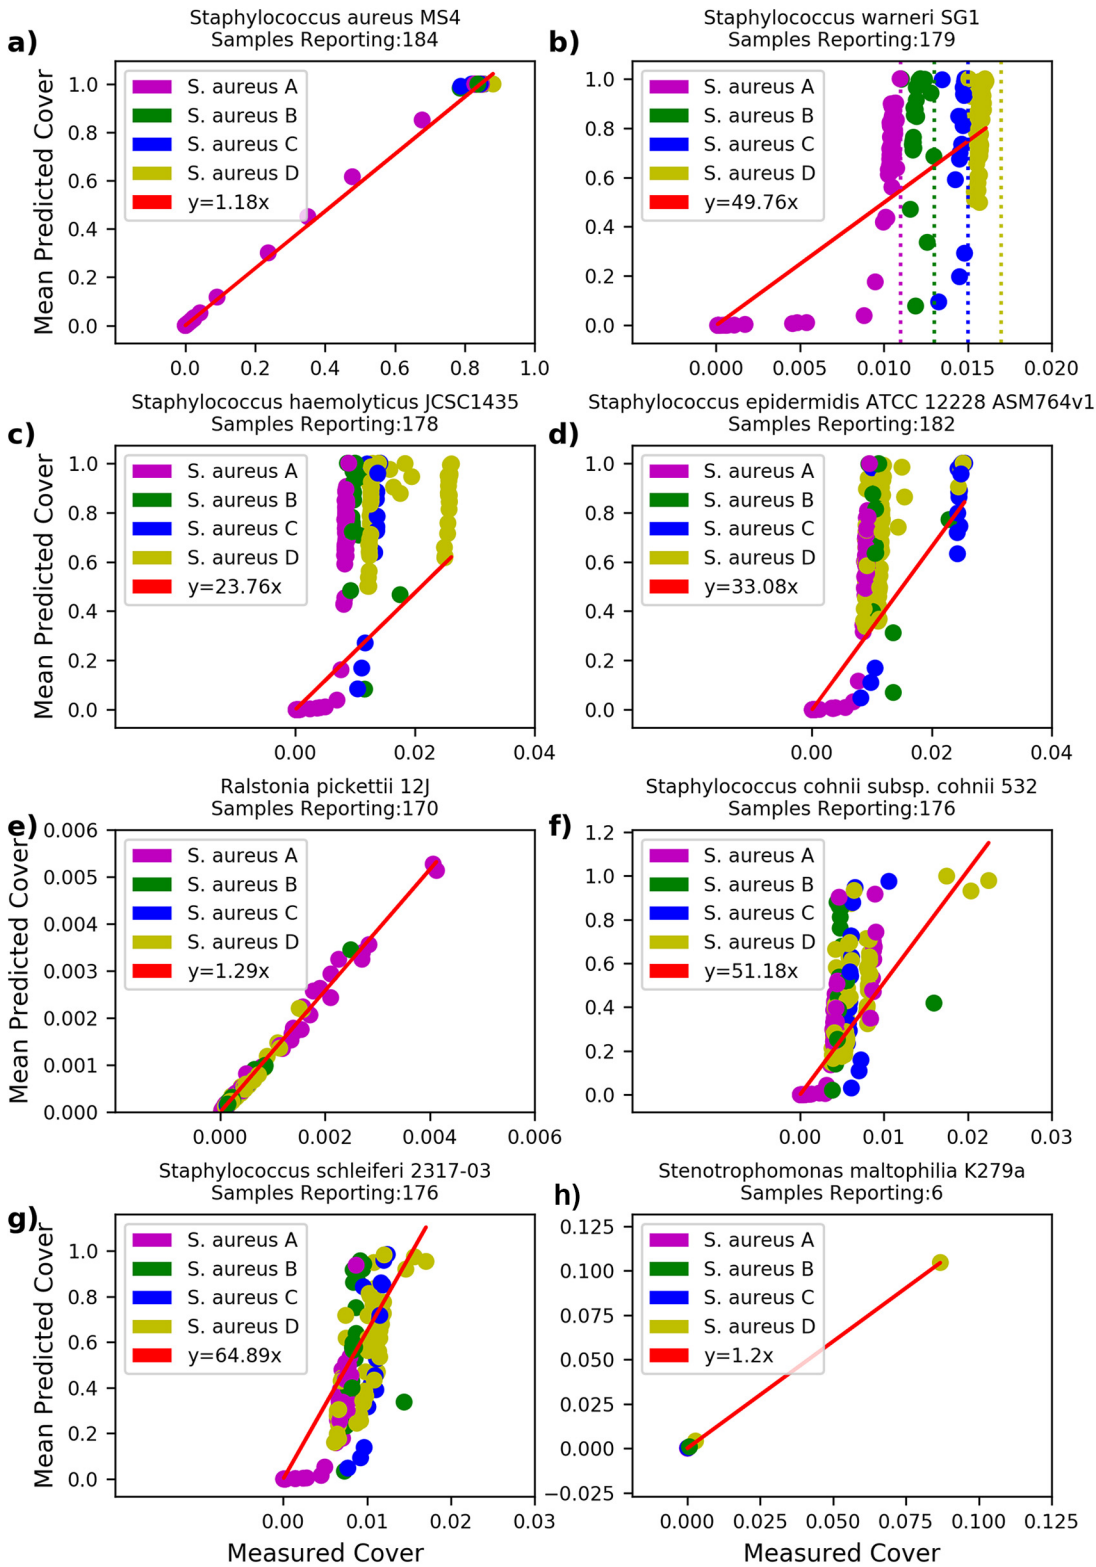 Staphylococcus aureus MS4
Samples Reporting:184
a)
Mean Predicted Cover
1.0
0.8
0.6
0.4
0.2
0.0
S. aureus A
S. aureus B
S. aureus C
S. aureus D
y=1.18x
0.0 0.2 0.4 0.6 0.8 1.0
Staphylococcus warneri SG1
Samples Reporting:179
b)
1.0
0.8
0.6
0.4
0.2
0.0
S. aureus A
S. aureus B
S. aureus C
S. aureus D
y=49.76x
0.000 0.005 0.010 0.015 0.020
Staphylococcus haemolyticus JCSC1435
Samples Reporting:178
c)
Mean Predicted Cover
1.0
0.8
0.6
0.4
0.2
0.0
S. aureus A
S. aureus B
S. aureus C
S. aureus D
y=23.76x
0.00 0.02 0.04
Staphylococcus epidermidis ATCC 12228 ASM764v1
Samples Reporting:182
d)
1.0
0.8
0.6
0.4
0.2
0.0
S. aureus A
S. aureus B
S. aureus C
S. aureus D
y=33.08x
0.00 0.02 0.04
Ralstonia pickettii 12J
Samples Reporting:170
e)
Mean Predicted Cover
0.006
0.005
0.004
0.003
0.002
0.001
0.000
S. aureus A
S. aureus B
S. aureus C
S. aureus D
y=1.29x
0.000 0.002 0.004 0.006
Staphylococcus cohnii subsp. cohnii 532
Samples Reporting:176
f)
1.2
1.0
0.8
0.6
0.4
0.2
0.0
S. aureus A
S. aureus B
S. aureus C
S. aureus D
y=51.18x
0.00 0.01 0.02 0.03
Staphylococcus schleiferi 2317-03
Samples Reporting:176
g)
Mean Predicted Cover
1.0
0.8
0.6
0.4
0.2
0.0
S. aureus A
S. aureus B
S. aureus C
S. aureus D
y=64.89x
0.00 0.01 0.02 0.03
Measured Cover
Stenotrophomonas maltophilia K279a
Samples Reporting:6
h)
0.125
0.100
0.075
0.050
0.025
0.000
−0.025
S. aureus A
S. aureus B
S. aureus C
S. aureus D
y=1.2x
0.000 0.025 0.050 0.075 0.100 0.125
Measured Cover